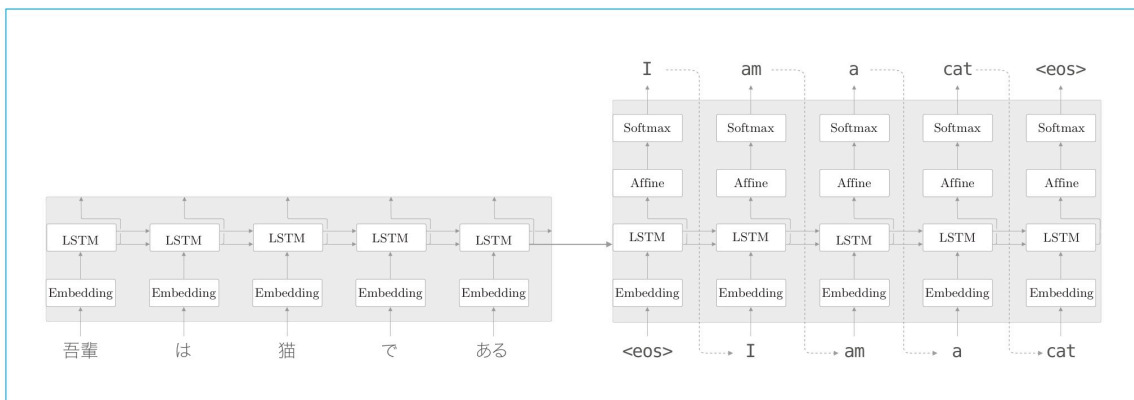 I am a cat <eos>
Softmax Softmax Softmax Softmax Softmax
Affine Affine Affine Affine Affine
LSTM LSTM LSTM LSTM LSTM LSTM LSTM LSTM LSTM LSTM
Embedding Embedding Embedding Embedding Embedding Embedding Embedding Embedding Embedding Embedding
吾輩 は 猫 で ある <eos> I am a cat